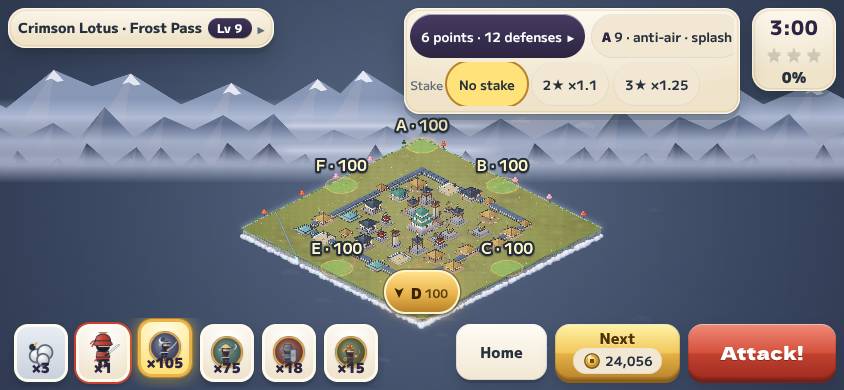 Crimson Lotus · Frost Pass Lv 9 ▸
6 points · 12 defenses ▸
A 9 · anti-air · splash
Stake No stake 2★ ×1.1 3★ ×1.25
3:00
0%
A · 100
F · 100
B · 100
E · 100
C · 100
D 100
×3
×1
×105
×75
×18
×15
Home
Next
24,056
Attack!